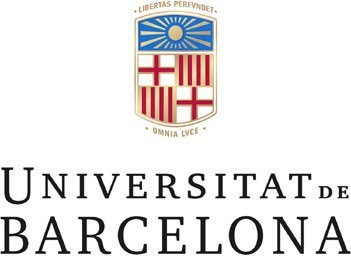 · LIBERTAS PERFVNDET ·
· OMNIA LVCE ·
UNIVERSITAT DE
BARCELONA